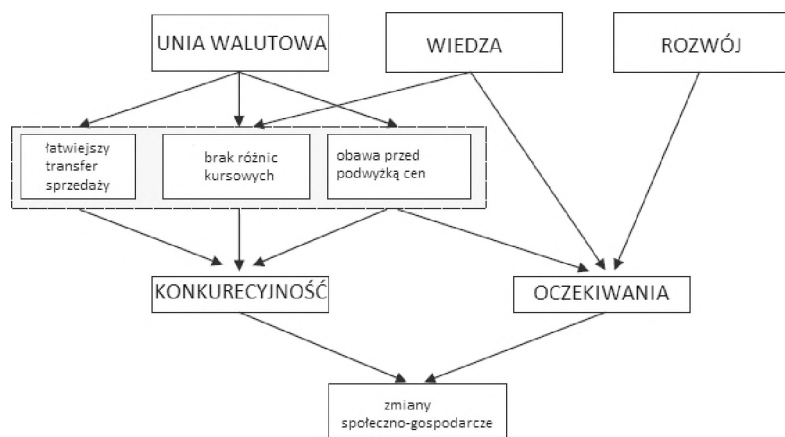 UNIA WALUTOWA
WIEDZA
ROZWÓJ
łatwiejszy
transfer
sprzedaży
brak różnic
kursowych
obawa przed
podwyżką cen
KONKURECYJNOŚĆ
OCZEKIWANIA
zmiany
społeczno-gospodarcze